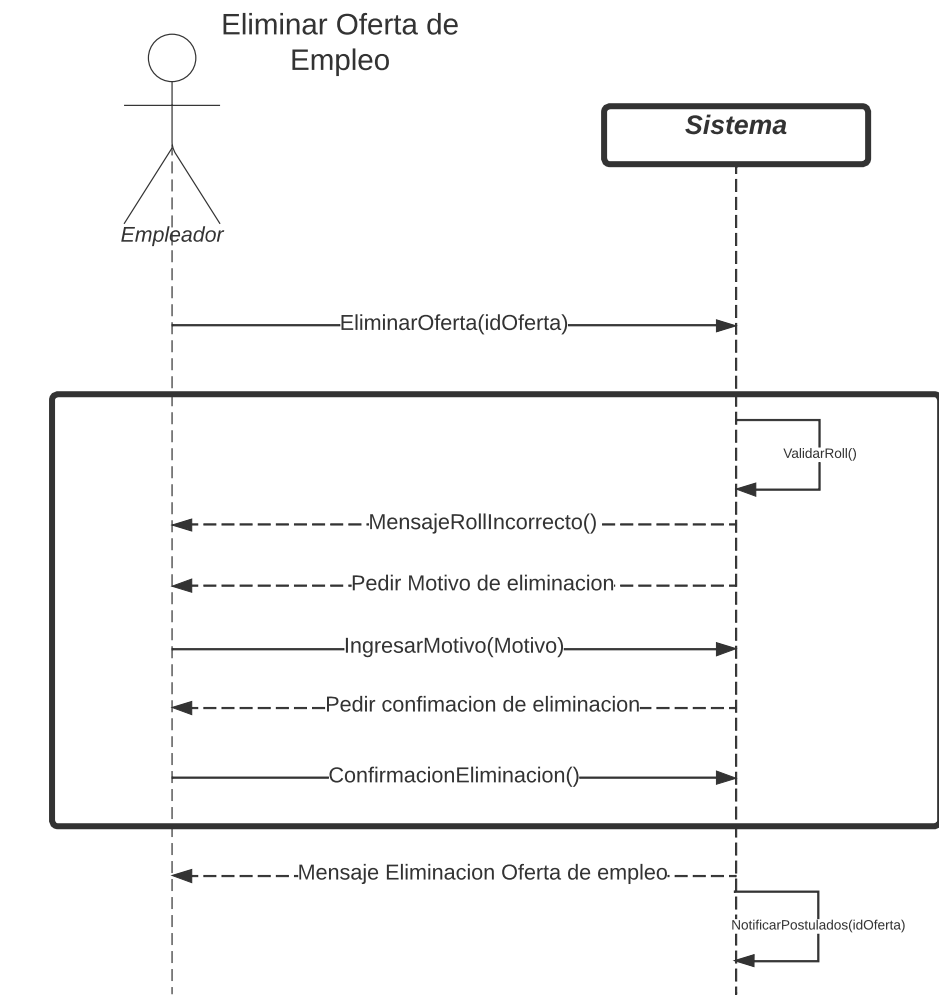 Eliminar Oferta de
Empleo
Sistema
Empleador
EliminarOferta(idOferta)
ValidarRoll()
MensajeRollIncorrecto()
Pedir Motivo de eliminacion
IngresarMotivo(Motivo)
Pedir confimacion de eliminacion
ConfirmacionEliminacion()
Mensaje Eliminacion Oferta de empleo
NotificarPostulados(idOferta)